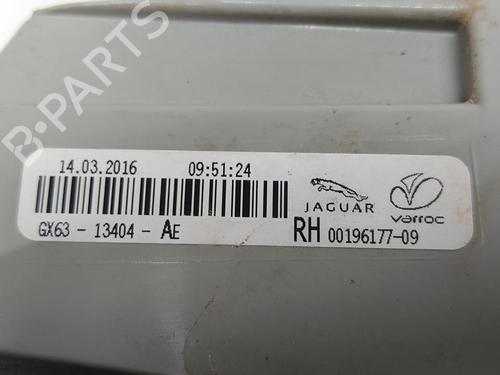 B-PARTS
14.03.2016 09:51:24
JAGUAR varroc
GX63 - 13404 - AE
RH 00196177-09